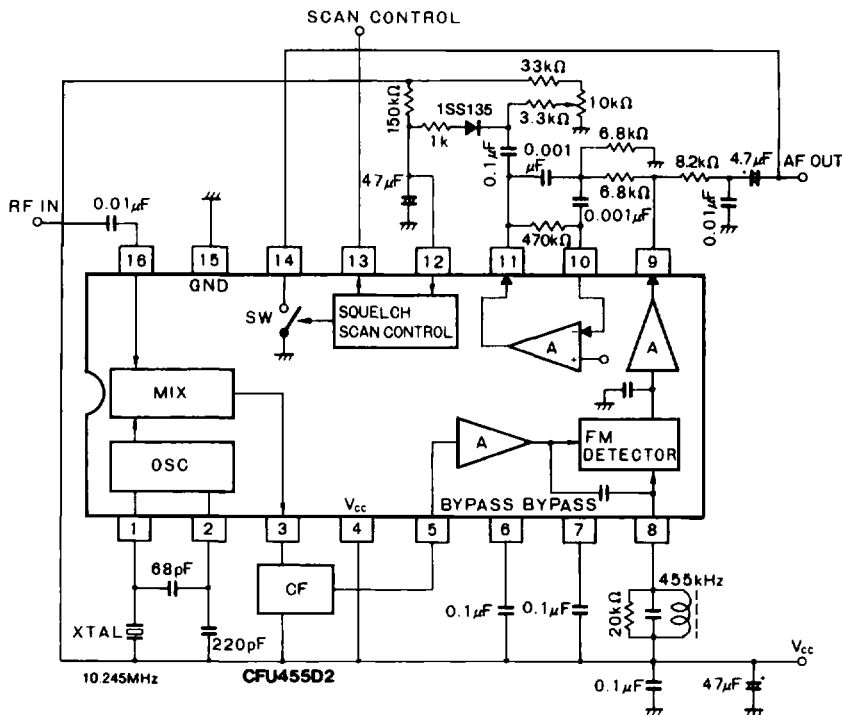 SCAN CONTROL
33kΩ
150kΩ
1SS135
10kΩ
3.3kΩ
1k
0.1μF
0.001
μF
6.8kΩ
8.2kΩ
4.7μF
AF OUT
6.8kΩ
47μF
0.001μF
0.01μF
RF IN
0.01μF
470kΩ
16
15
14
13
12
11
10
9
GND
SW
SQUELCH
SCAN CONTROL
A
−
+
A
MIX
OSC
A
FM
DETECTOR
Vcc
BYPASS BYPASS
1
2
3
4
5
6
7
8
68pF
CF
455kHz
XTAL
220pF
0.1μF
0.1μF
20kΩ
Vcc
10.245MHz
CFU455D2
0.1μF
47μF
+